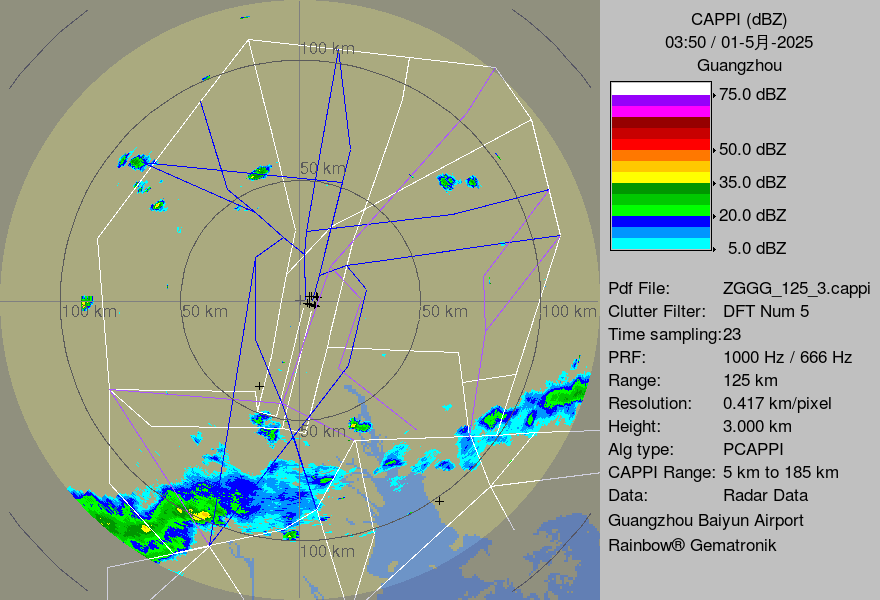 CAPPI (dBZ)
03:50 / 01-5月-2025
Guangzhou
75.0 dBZ
50.0 dBZ
35.0 dBZ
20.0 dBZ
5.0 dBZ
Pdf File: ZGGG_125_3.cappi
Clutter Filter: DFT Num 5
Time sampling:23
PRF: 1000 Hz / 666 Hz
Range: 125 km
Resolution: 0.417 km/pixel
Height: 3.000 km
Alg type: PCAPPI
CAPPI Range: 5 km to 185 km
Data: Radar Data
Guangzhou Baiyun Airport
Rainbow® Gematronik
100 km
50 km
100 km
50 km
50 km
100 km
50 km
100 km